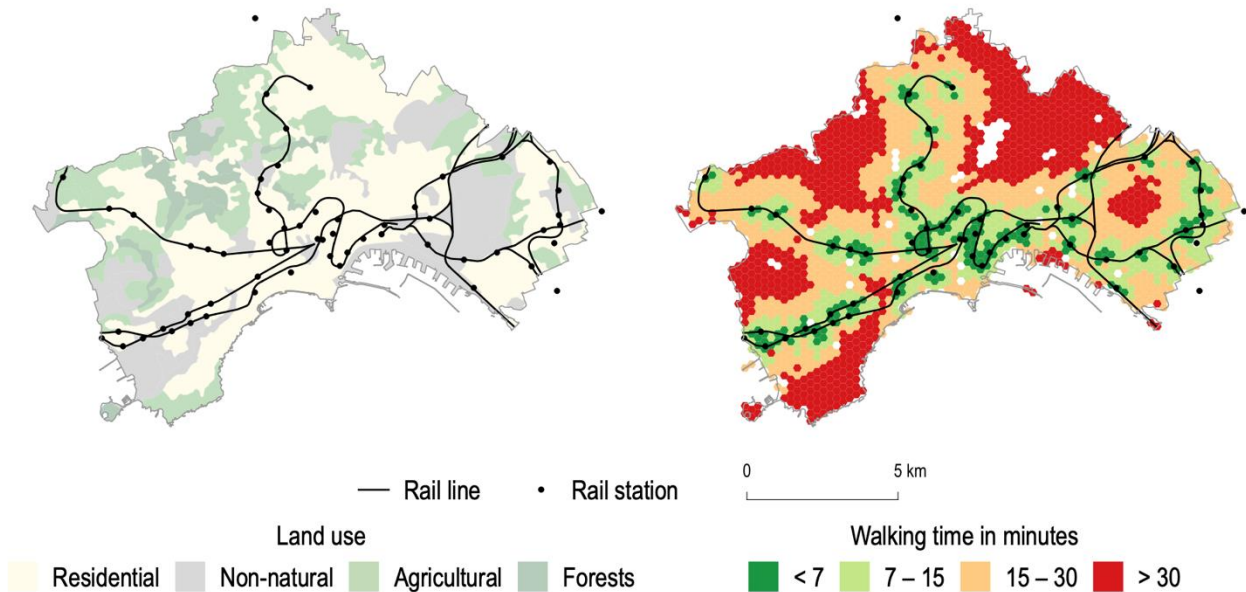 0 5 km
Rail line Rail station
Land use Walking time in minutes
Residential Non-natural Agricultural Forests < 7 7 – 15 15 – 30 > 30